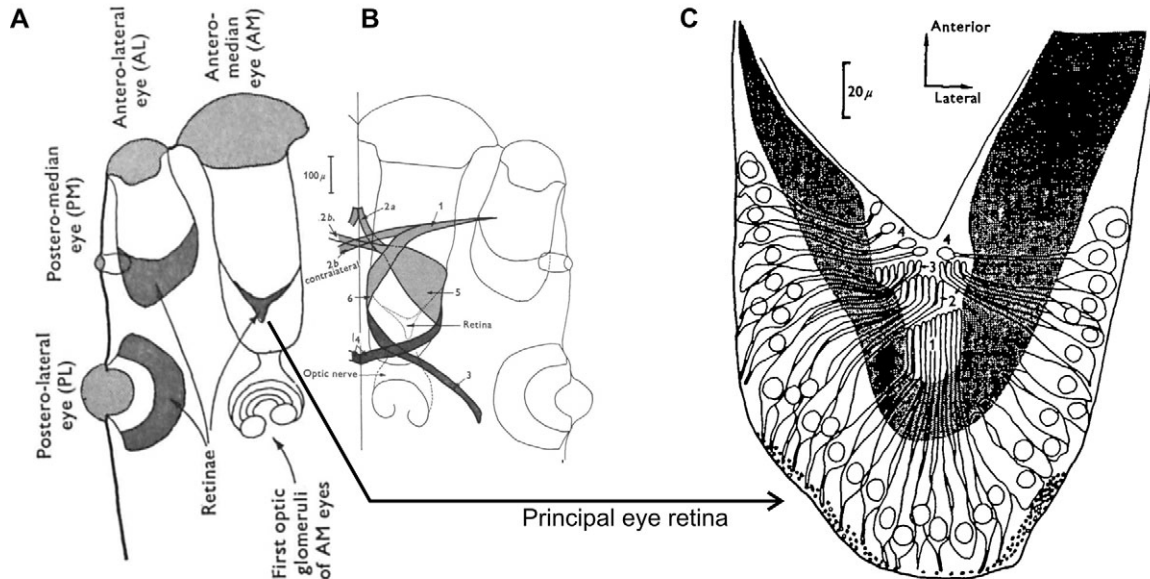 A
B
C
Antero-lateral
eye (AL)
Antero-
median
eye (AM)
Postero-median
eye (PM)
Postero-lateral
eye (PL)
Retinae
First optic
glomeruli
of AM eyes
100μ
2b.
2a
1
2b
contralateral
6
5
Retina
4
Optic nerve
3
Principal eye retina
Anterior
Lateral
20μ
4
4
3
2
1